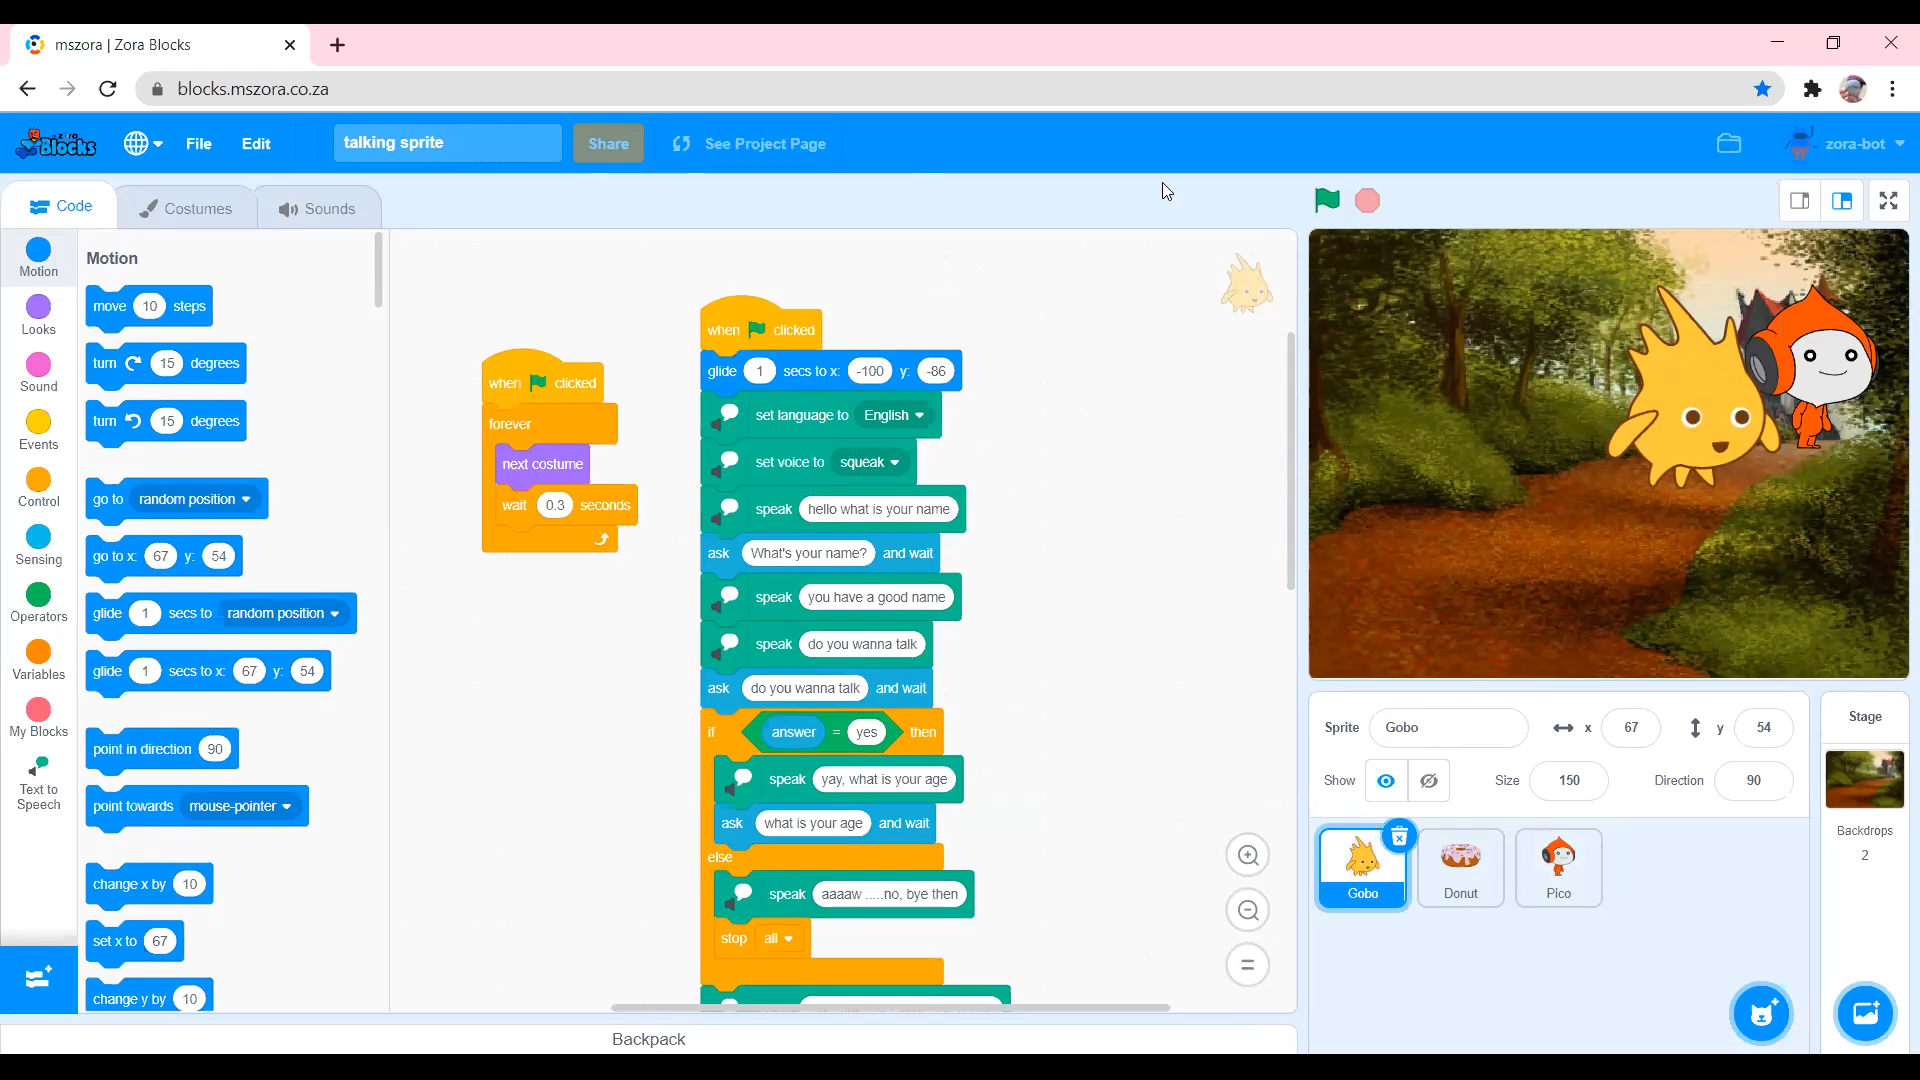 mszora | Zora Blocks
blocks.mszora.co.za
Blocks
File
Edit
talking sprite
Share
See Project Page
zora-bot
Code
Costumes
Sounds
Motion
Looks
Sound
Events
Control
Sensing
Operators
Variables
My Blocks
Text to
Speech
Motion
move 10 steps
turn 15 degrees
turn 15 degrees
go to random position
go to x: 67 y: 54
glide 1 secs to random position
glide 1 secs to x: 67 y: 54
point in direction 90
point towards mouse-pointer
change x by 10
set x to 67
change y by 10
when clicked
forever
next costume
wait 0.3 seconds
when clicked
glide 1 secs to x: -100 y: -86
set language to English
set voice to squeak
speak hello what is your name
ask What's your name? and wait
speak you have a good name
speak do you wanna talk
ask do you wanna talk and wait
if answer = yes then
speak yay, what is your age
ask what is your age and wait
else
speak aaaaw .....no, bye then
stop all
Backpack
Sprite Gobo x 67 y 54
Show Size 150 Direction 90
Gobo
Donut
Pico
Stage
Backdrops
2